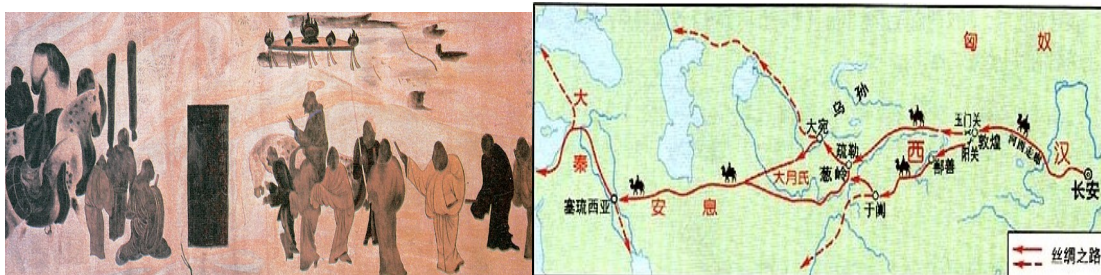 匈奴
乌孙
大宛
疏勒
葱岭
大月氏
西
玉门关
敦煌
阳关
河西走廊
汉
长安
鄯善
于阗
大秦
塞琉西亚
安息
丝绸之路